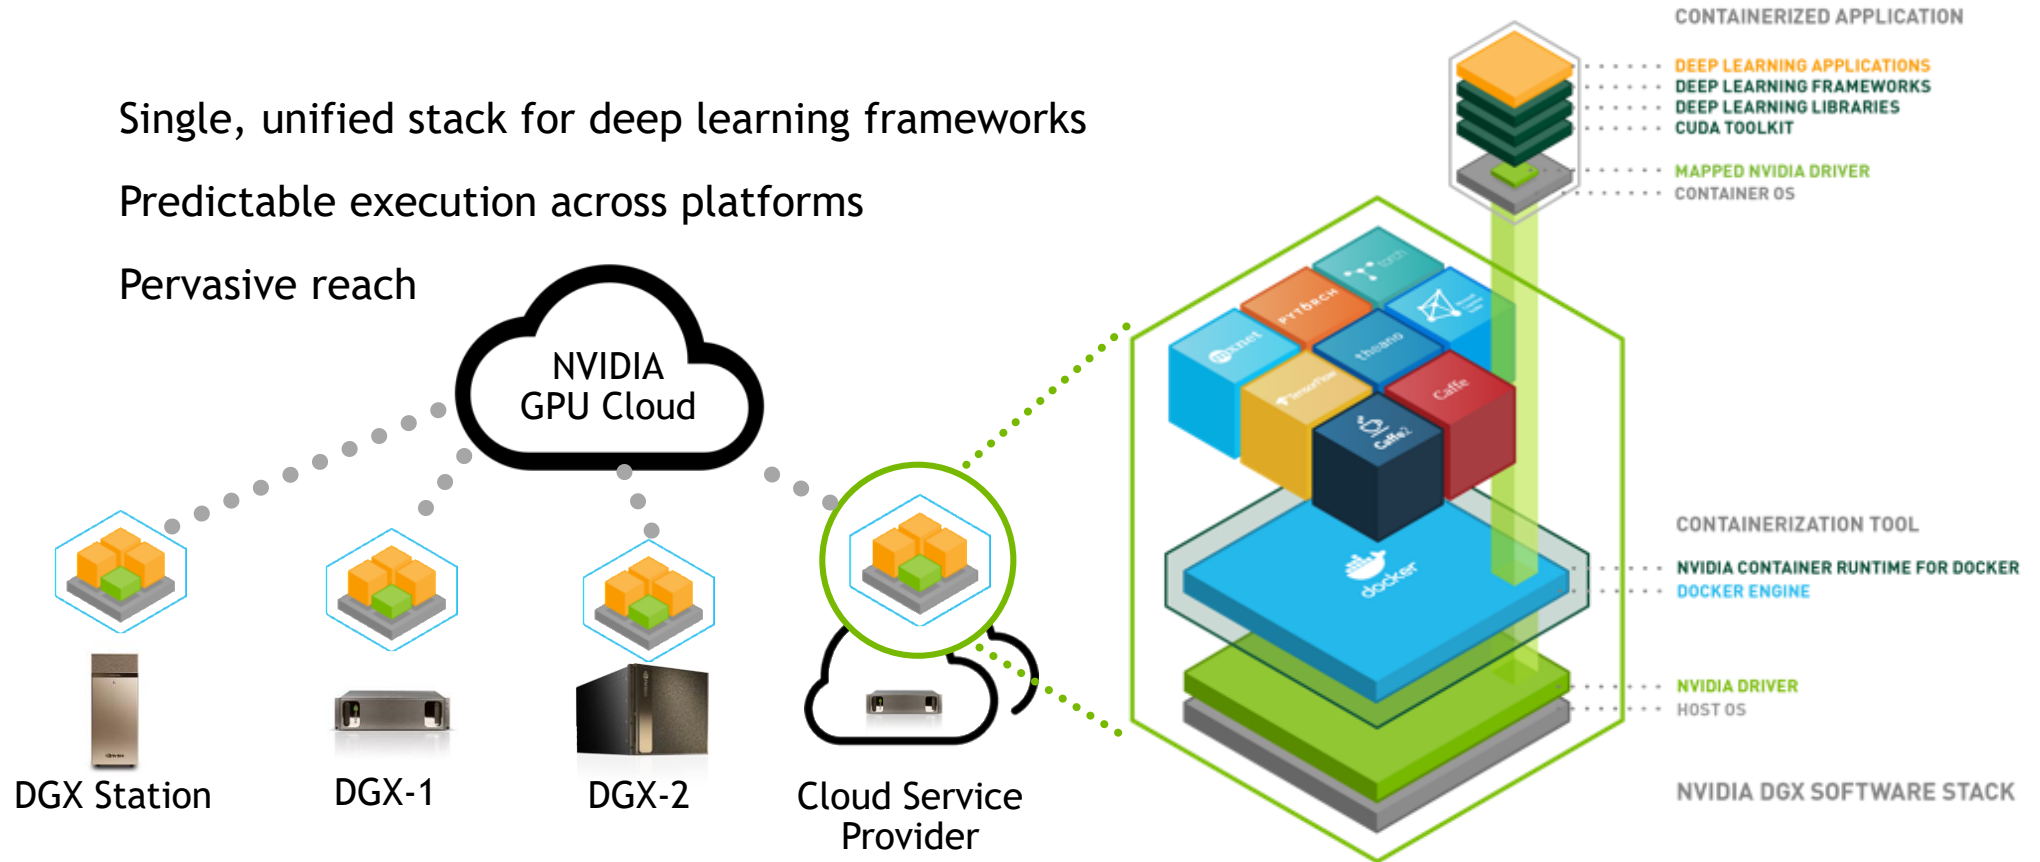 Single, unified stack for deep learning frameworks
Predictable execution across platforms
Pervasive reach
NVIDIA
GPU Cloud
DGX Station
DGX-1
DGX-2
Cloud Service
Provider
CONTAINERIZED APPLICATION
DEEP LEARNING APPLICATIONS
DEEP LEARNING FRAMEWORKS
DEEP LEARNING LIBRARIES
CUDA TOOLKIT
MAPPED NVIDIA DRIVER
CONTAINER OS
torch
PYTORCH
mxnet
theano
TensorFlow
Caffe
Caffe2
docker
CONTAINERIZATION TOOL
NVIDIA CONTAINER RUNTIME FOR DOCKER
DOCKER ENGINE
NVIDIA DRIVER
HOST OS
NVIDIA DGX SOFTWARE STACK